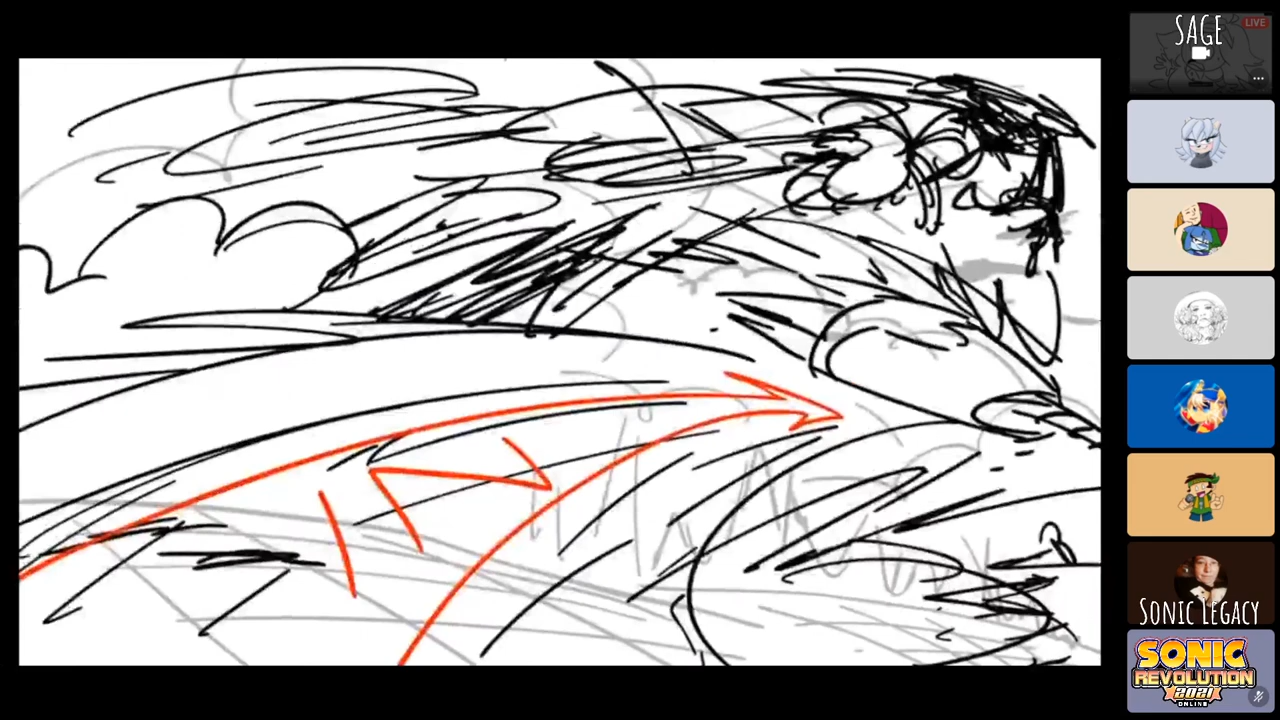 SAGE
LIVE
SONIC LEGACY
SONIC
REVOLUTION
2021
ONLINE